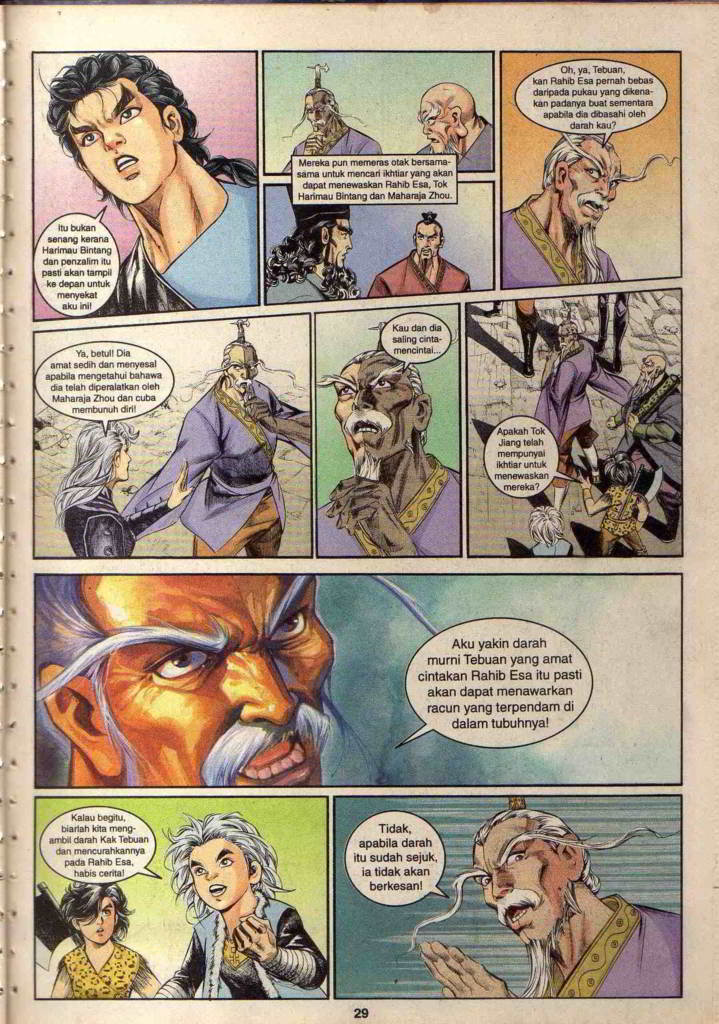 Itu bukan
senang kerana
Harimau Bintang
dan penzalim itu
pasti akan tampil
ke depan untuk
menyekat
aku ini!
Mereka pun memeras otak bersama-
sama untuk mencari ikhtiar yang akan
dapat menewaskan Rahib Esa, Tok
Harimau Bintang dan Maharaja Zhou.
Oh, ya, Tebuan,
kan Rahib Esa pernah bebas
daripada pukau yang dikena-
kan padanya buat sementara
apabila dia dibasahi oleh
darah kau?
Ya, betul! Dia
amat sedih dan menyesal
apabila mengetahui bahawa
dia telah diperalatkan oleh
Maharaja Zhou dan cuba
membunuh diri!
Kau dan dia
saling cinta-
mencintai...
Apakah Tok
Jiang telah
mempunyai
ikhtiar untuk
menewaskan
mereka?
Aku yakin darah
murni Tebuan yang amat
cintakan Rahib Esa itu pasti
akan dapat menawarkan
racun yang terpendam di
dalam tubuhnya!
Kalau begitu,
biarlah kita meng-
ambil darah Kak Tebuan
dan mencurahkannya
pada Rahib Esa,
habis cerita!
Tidak,
apabila darah
itu sudah sejuk,
ia tidak akan
berkesan!
29